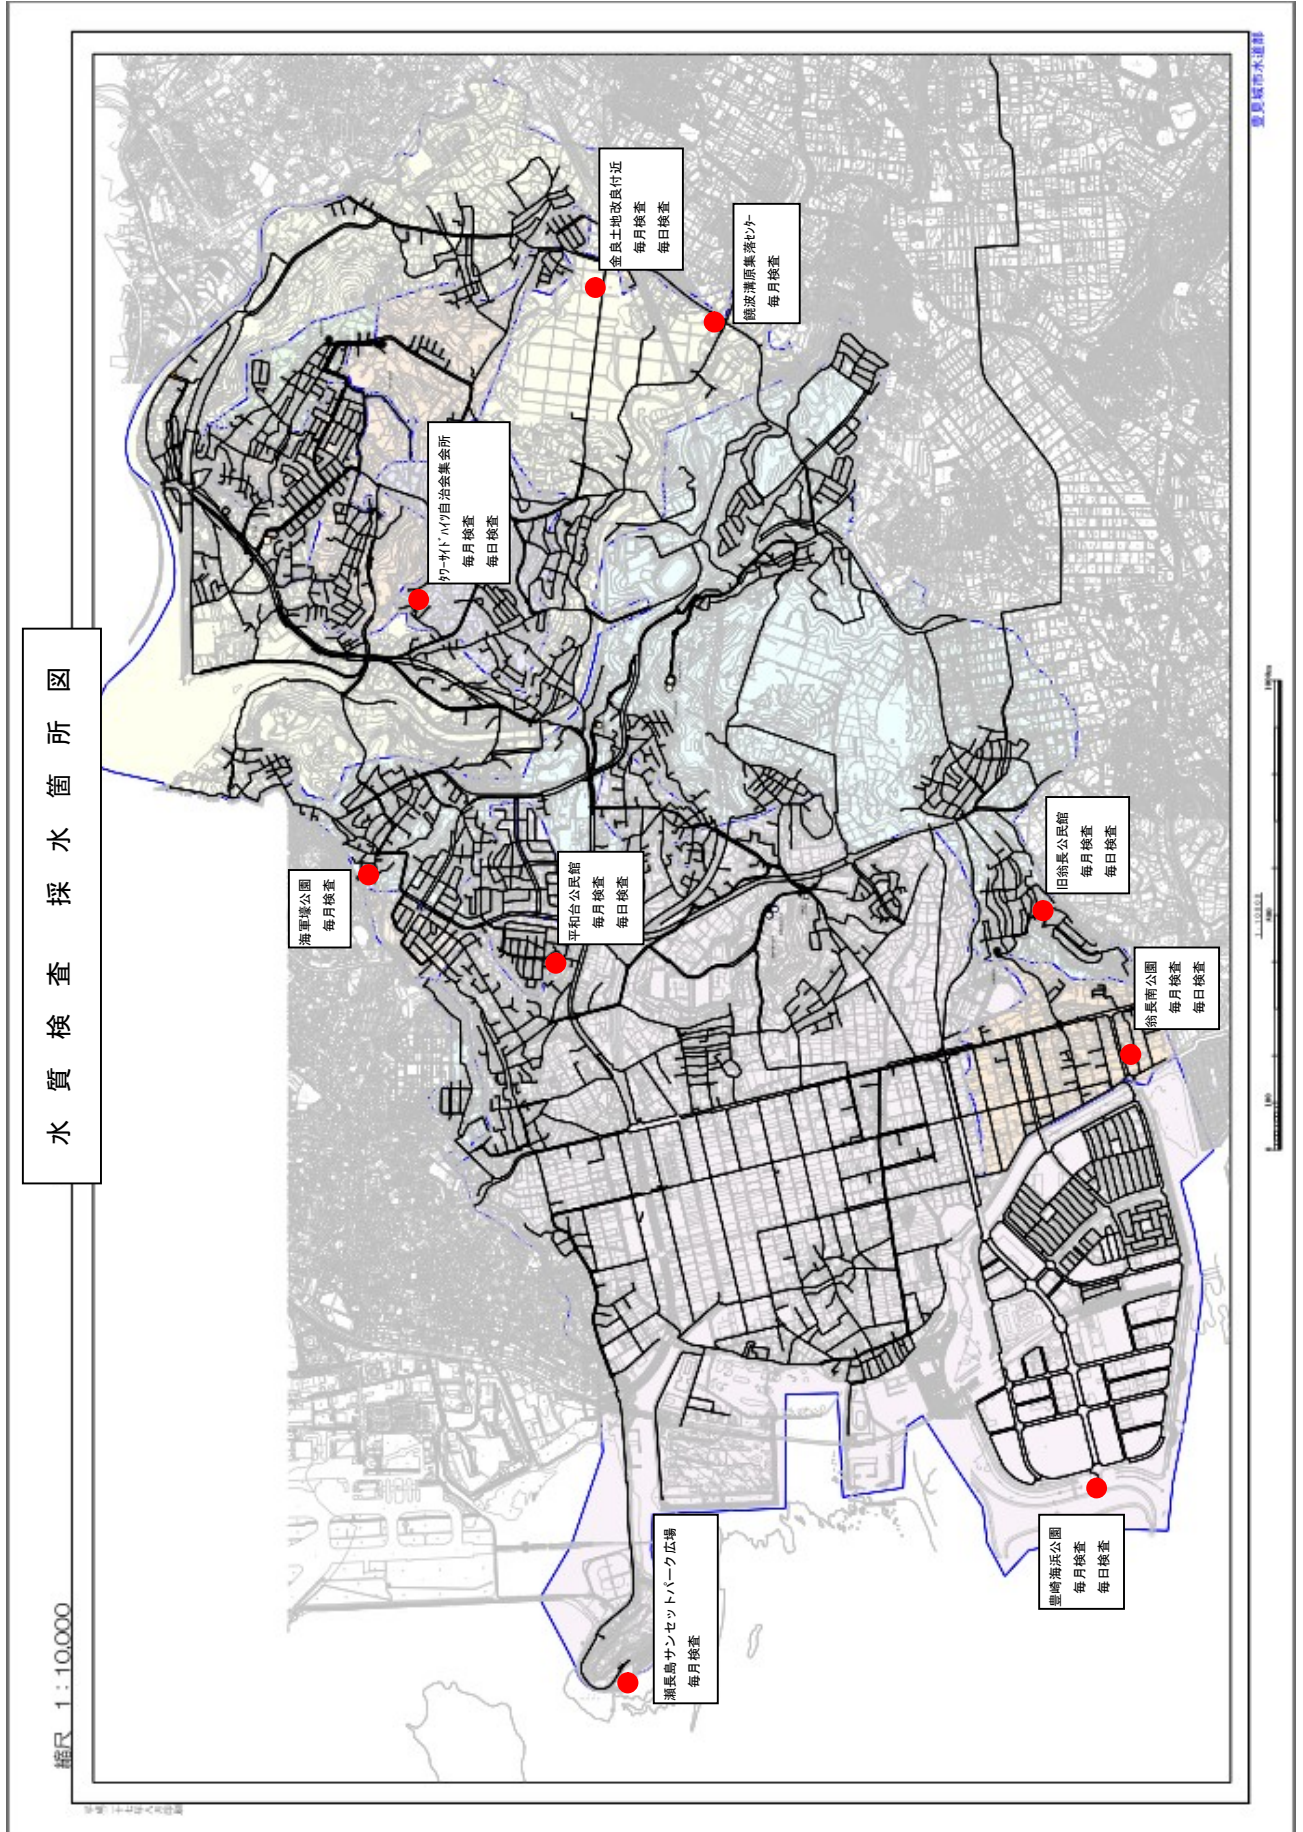 水質検査採水箇所図
縮尺 1:10,000
豊見城市水道部
金良土地改良付近
毎月検査
毎日検査
饒波溝原集落センター
毎月検査
タワーサイドハイツ自治会集会所
毎月検査
毎日検査
海軍壕公園
毎月検査
平和台公民館
毎月検査
毎日検査
旧翁長公民館
毎月検査
毎日検査
翁長南公園
毎月検査
毎日検査
瀬長島サンセットパーク広場
毎月検査
豊崎海浜公園
毎月検査
毎日検査